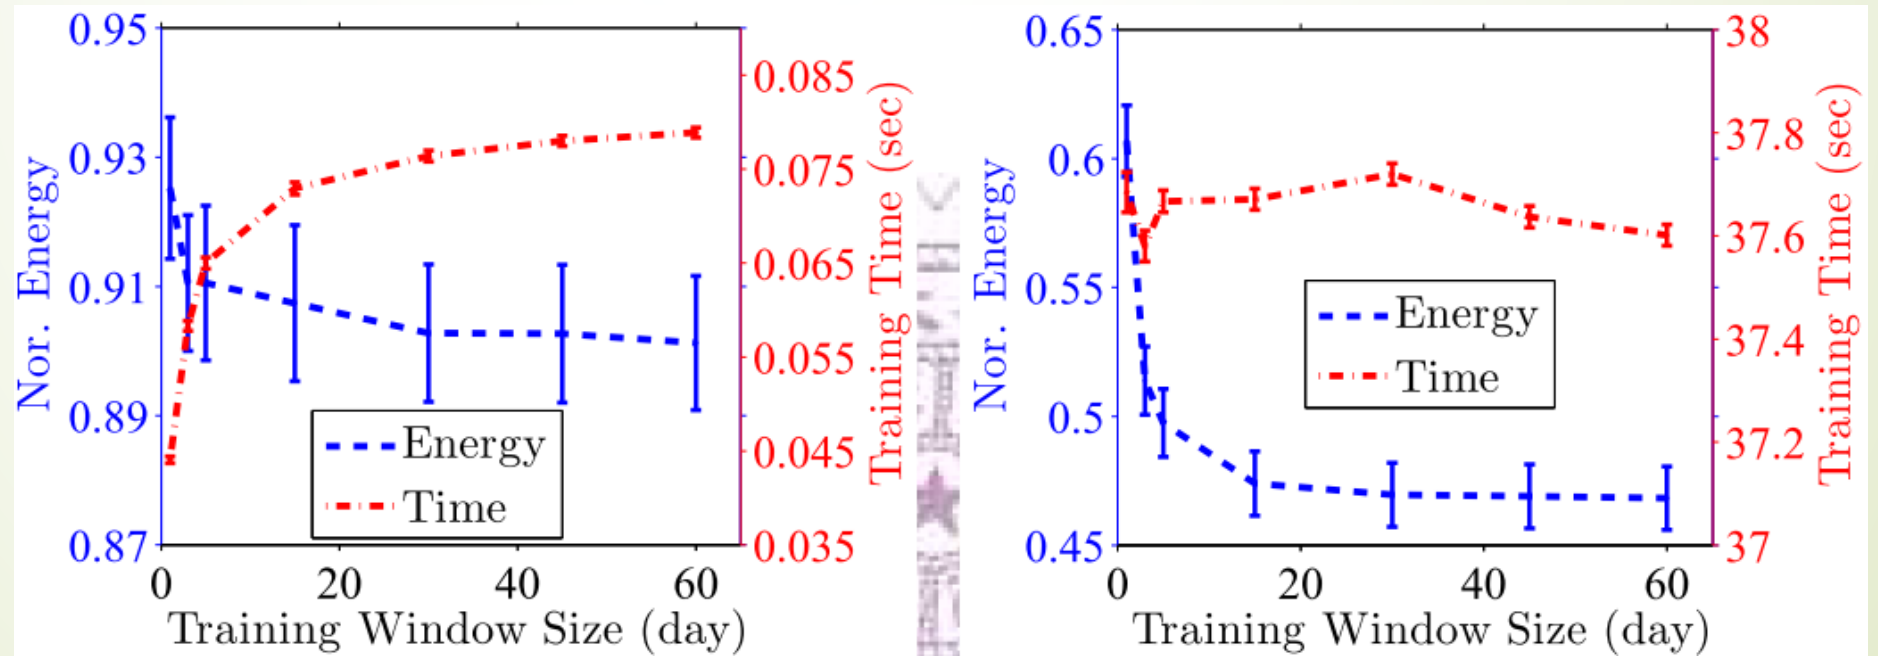 0.95
0.93
0.91
0.89
0.87
Nor. Energy
0.085
0.075
0.065
0.055
0.045
0.035
Training Time (sec)
Energy
Time
0 20 40 60
Training Window Size (day)
0.65
0.6
0.55
0.5
0.45
Nor. Energy
38
37.8
37.6
37.4
37.2
37
Training Time (sec)
Energy
Time
0 20 40 60
Training Window Size (day)